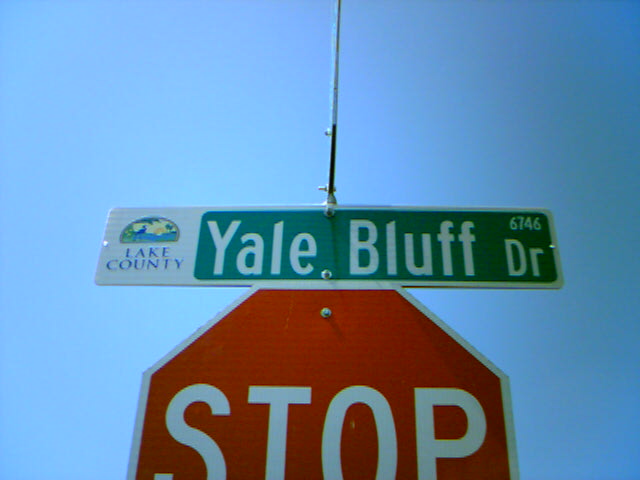 LAKE
COUNTY
Yale Bluff Dr
6746
STOP